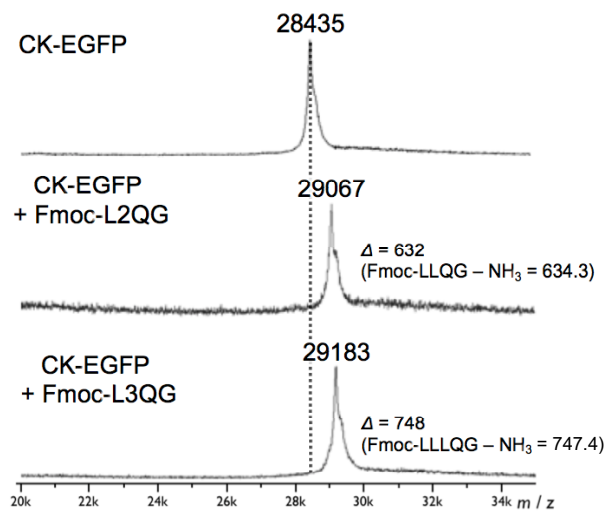 28435
CK-EGFP
CK-EGFP
+ Fmoc-L2QG
29067
Δ = 632
(Fmoc-LLQG – NH₃ = 634.3)
CK-EGFP
+ Fmoc-L3QG
29183
Δ = 748
(Fmoc-LLLQG – NH₃ = 747.4)
20k 22k 24k 26k 28k 30k 32k 34k m / z